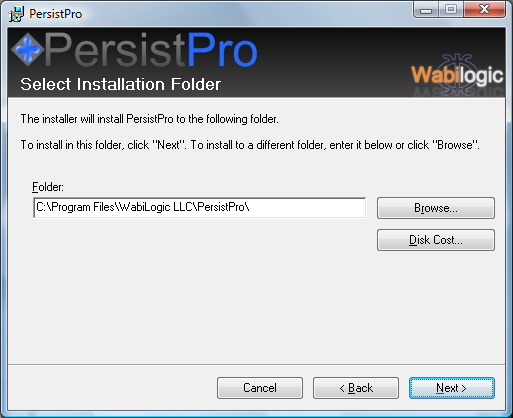 PersistPro
PersistPro
Select Installation Folder
Wabilogic
The installer will install PersistPro to the following folder.
To install in this folder, click "Next". To install to a different folder, enter it below or click "Browse".
Folder:
C:\Program Files\WabiLogic LLC\PersistPro\
Browse...
Disk Cost...
Cancel
< Back
Next >